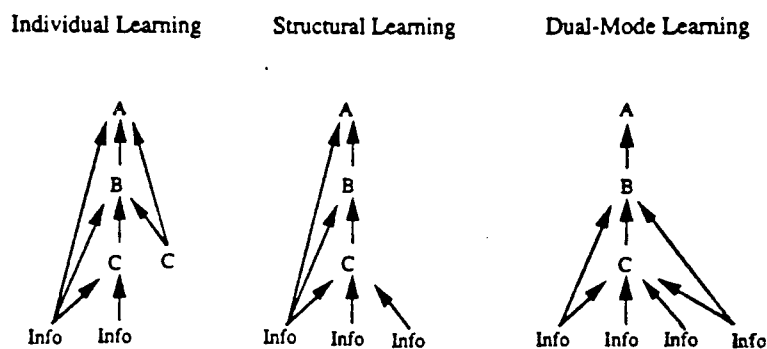 Individual Learning Structural Learning Dual-Mode Learning
A A A
B B B
C C C C
Info Info Info Info Info Info Info Info Info